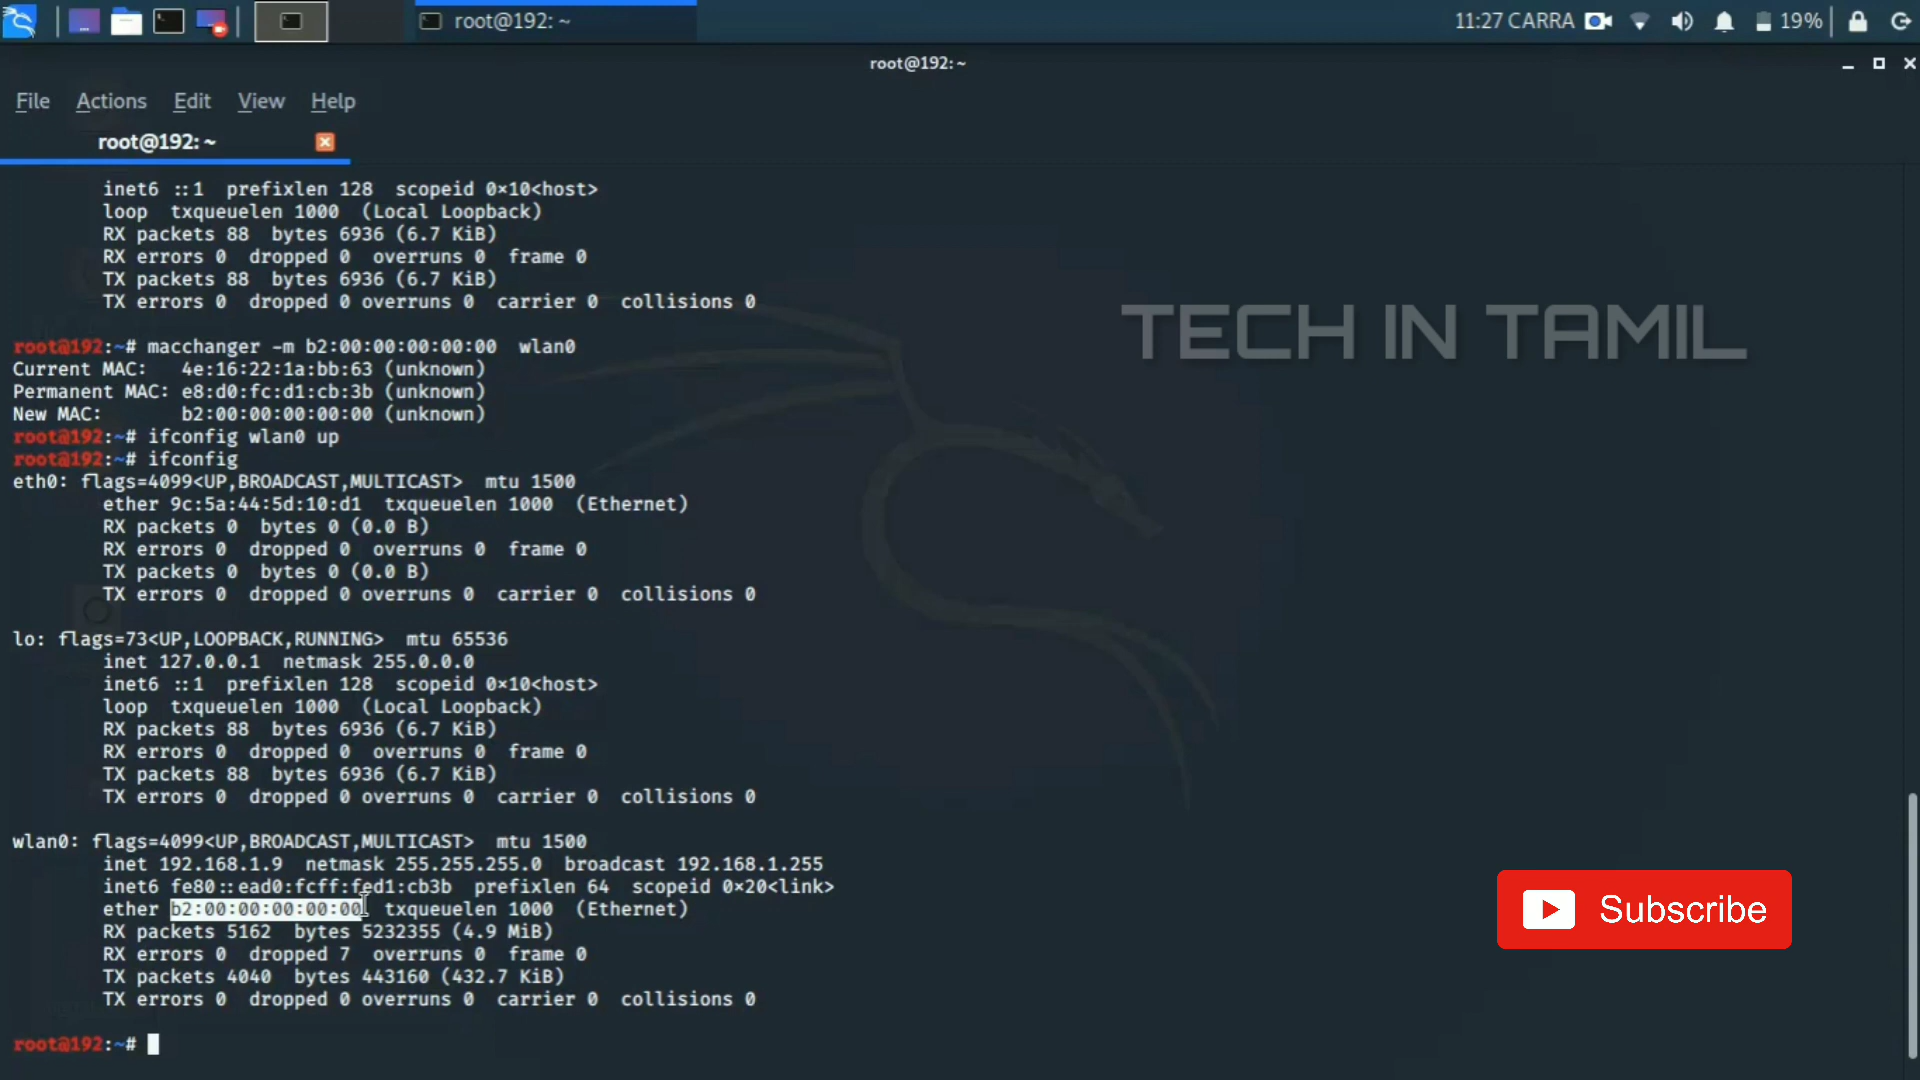 root@192: ~
11:27 CARRA
19%
root@192:~
File Actions Edit View Help
root@192: ~
inet6 ::1 prefixlen 128 scopeid 0×10<host>
loop txqueuelen 1000 (Local Loopback)
RX packets 88 bytes 6936 (6.7 KiB)
RX errors 0 dropped 0 overruns 0 frame 0
TX packets 88 bytes 6936 (6.7 KiB)
TX errors 0 dropped 0 overruns 0 carrier 0 collisions 0
TECH IN TAMIL
root@192:~# macchanger -m b2:00:00:00:00:00 wlan0
Current MAC: 4e:16:22:1a:bb:63 (unknown)
Permanent MAC: e8:d0:fc:d1:cb:3b (unknown)
New MAC: b2:00:00:00:00:00 (unknown)
root@192:~# ifconfig wlan0 up
root@192:~# ifconfig
eth0: flags=4099<UP,BROADCAST,MULTICAST> mtu 1500
ether 9c:5a:44:5d:10:d1 txqueuelen 1000 (Ethernet)
RX packets 0 bytes 0 (0.0 B)
RX errors 0 dropped 0 overruns 0 frame 0
TX packets 0 bytes 0 (0.0 B)
TX errors 0 dropped 0 overruns 0 carrier 0 collisions 0
lo: flags=73<UP,LOOPBACK,RUNNING> mtu 65536
inet 127.0.0.1 netmask 255.0.0.0
inet6 ::1 prefixlen 128 scopeid 0×10<host>
loop txqueuelen 1000 (Local Loopback)
RX packets 88 bytes 6936 (6.7 KiB)
RX errors 0 dropped 0 overruns 0 frame 0
TX packets 88 bytes 6936 (6.7 KiB)
TX errors 0 dropped 0 overruns 0 carrier 0 collisions 0
wlan0: flags=4099<UP,BROADCAST,MULTICAST> mtu 1500
inet 192.168.1.9 netmask 255.255.255.0 broadcast 192.168.1.255
inet6 fe80::ead0:fcff:fed1:cb3b prefixlen 64 scopeid 0×20<link>
ether b2:00:00:00:00:00 txqueuelen 1000 (Ethernet)
RX packets 5162 bytes 5232355 (4.9 MiB)
RX errors 0 dropped 7 overruns 0 frame 0
TX packets 4040 bytes 443160 (432.7 KiB)
TX errors 0 dropped 0 overruns 0 carrier 0 collisions 0
Subscribe
root@192:~#